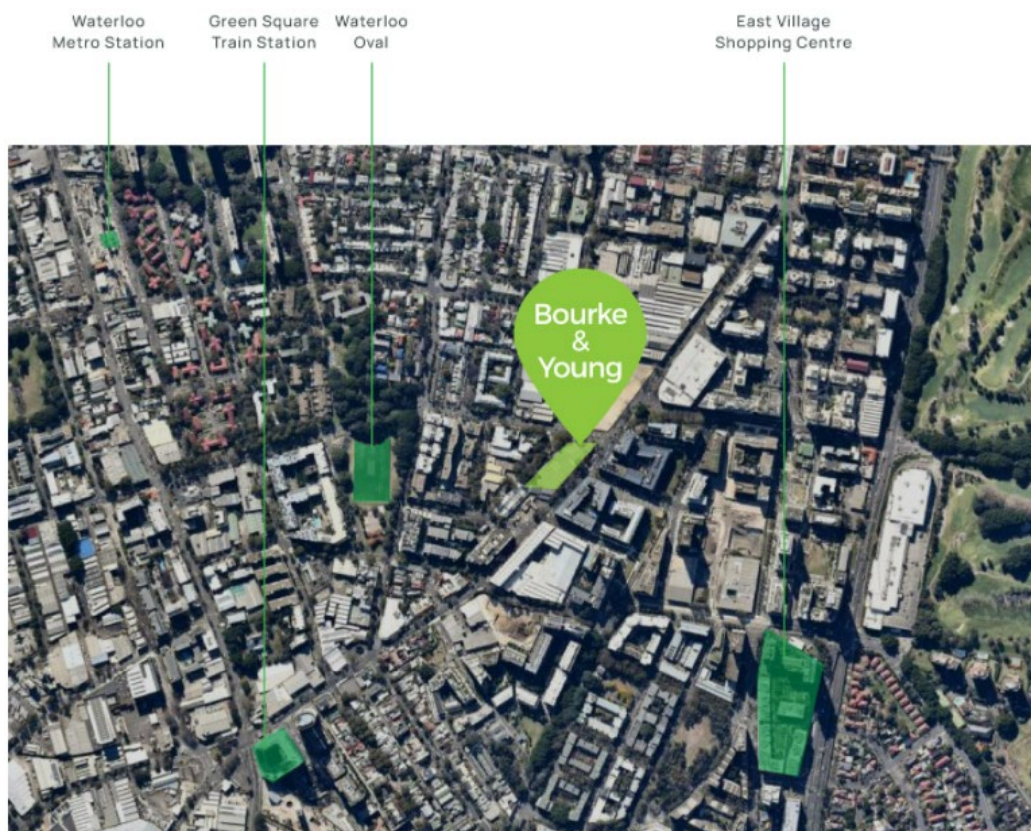 Waterloo
Metro Station
Green Square
Train Station
Waterloo
Oval
East Village
Shopping Centre
Bourke
&
Young